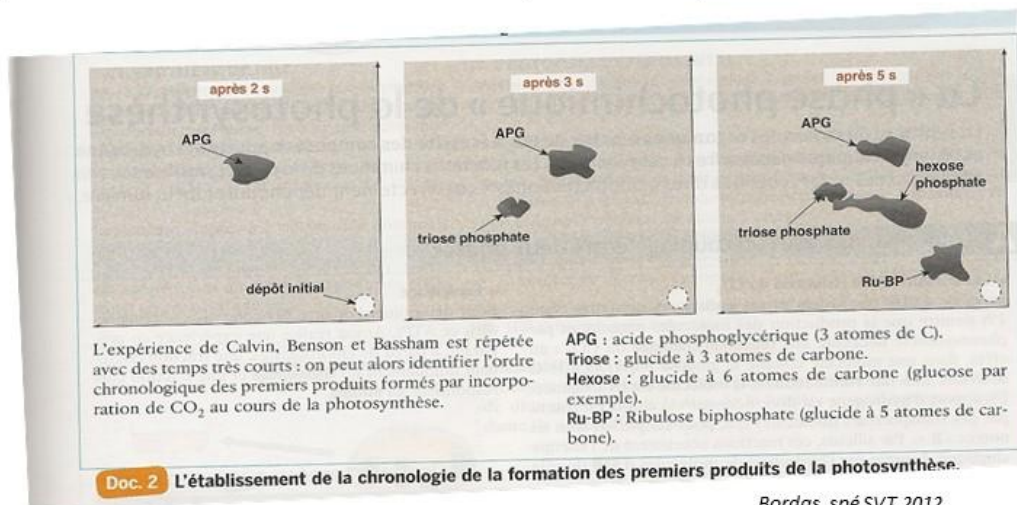 après 2 s
APG
dépôt initial
après 3 s
APG
triose phosphate
après 5 s
APG
hexose
phosphate
triose phosphate
Ru-BP
L'expérience de Calvin, Benson et Bassham est répétée
avec des temps très courts : on peut alors identifier l'ordre
chronologique des premiers produits formés par incorpo-
ration de CO₂ au cours de la photosynthèse.
APG : acide phosphoglycérique (3 atomes de C).
Triose : glucide à 3 atomes de carbone.
Hexose : glucide à 6 atomes de carbone (glucose par
exemple).
Ru-BP : Ribulose biphosphate (glucide à 5 atomes de car-
bone).
Doc. 2 L'établissement de la chronologie de la formation des premiers produits de la photosynthèse.
Bordas, spé SVT 2012